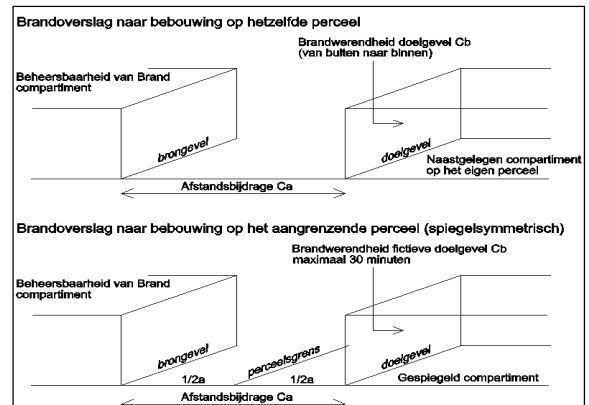 Brandoverslag naar bebouwing op hetzelfde perceel
Brandwerendheid doelgevel Cb
(van buiten naar binnen)
Beheersbaarheid van Brand
compartiment
brongevel
doelgevel
Naastgelegen compartiment
op het eigen perceel
Afstandsbijdrage Ca
Brandoverslag naar bebouwing op het aangrenzende perceel (spiegelsymmetrisch)
Brandwerendheid fictieve doelgevel Cb
maximaal 30 minuten
Beheersbaarheid van Brand
compartiment
brongevel
perceelsgrens
doelgevel
1/2a
1/2a
Gespiegeld compartiment
Afstandsbijdrage Ca